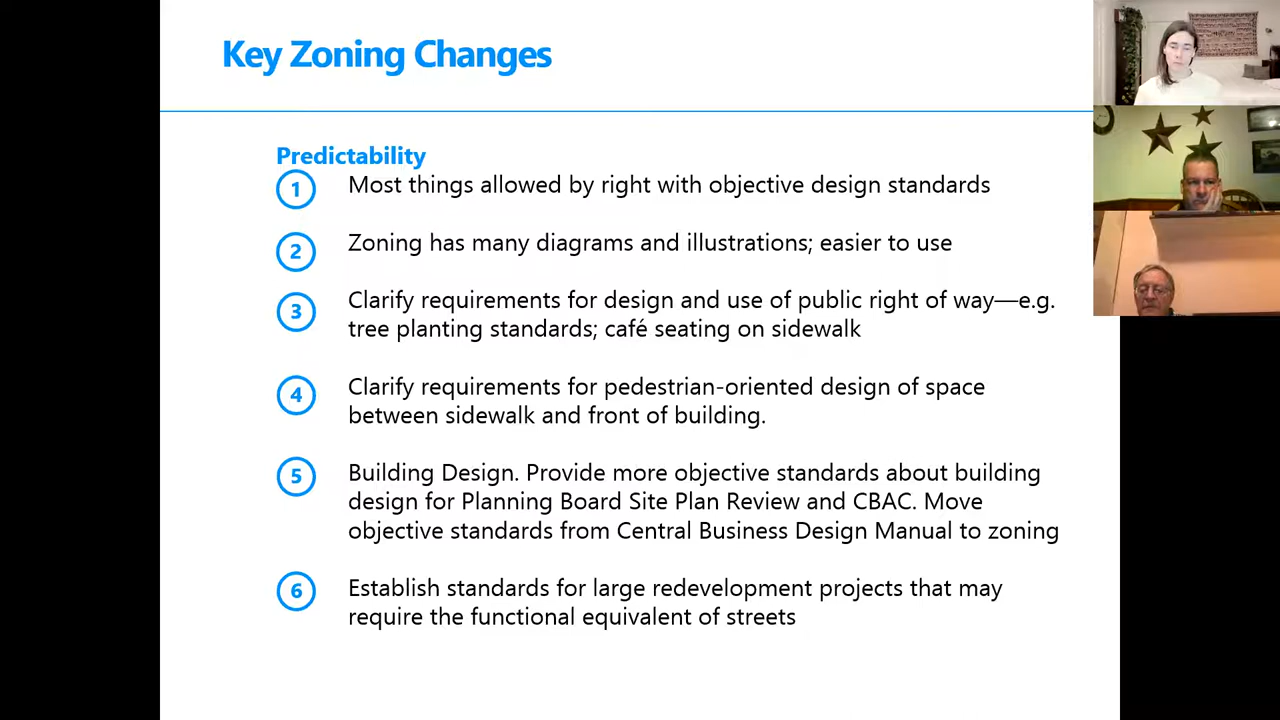 Key Zoning Changes
Predictability
1 Most things allowed by right with objective design standards
2 Zoning has many diagrams and illustrations; easier to use
3 Clarify requirements for design and use of public right of way—e.g.
tree planting standards; café seating on sidewalk
4 Clarify requirements for pedestrian-oriented design of space
between sidewalk and front of building.
5 Building Design. Provide more objective standards about building
design for Planning Board Site Plan Review and CBAC. Move
objective standards from Central Business Design Manual to zoning
6 Establish standards for large redevelopment projects that may
require the functional equivalent of streets